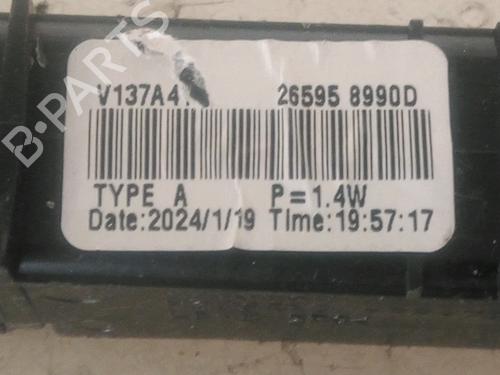 B-PARTS
V137A4 26595 8990D
TYPE A P=1.4W
Date:2024/1/19 Time:19:57:17